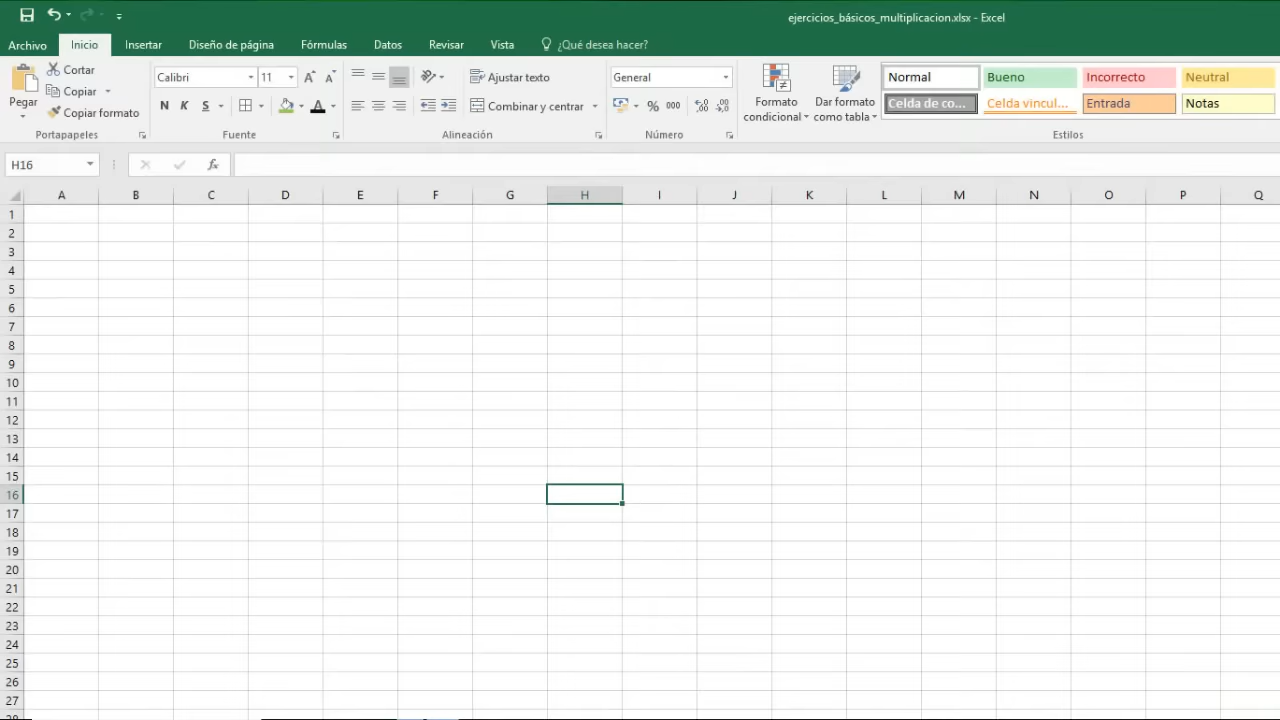 ejercicios_básicos_multiplicacion.xlsx - Excel
Archivo Inicio Insertar Diseño de página Fórmulas Datos Revisar Vista ¿Qué desea hacer?
Pegar
Cortar
Copiar
Copiar formato
Portapapeles
Calibri 11
N K S
Fuente
Ajustar texto
Combinar y centrar
Alineación
General
% 000
Número
Formato condicional
Dar formato como tabla
Normal Bueno Incorrecto Neutral
Celda de co... Celda vincul... Entrada Notas
Estilos
H16 fx
A B C D E F G H I J K L M N O P Q
1
2
3
4
5
6
7
8
9
10
11
12
13
14
15
16
17
18
19
20
21
22
23
24
25
26
27